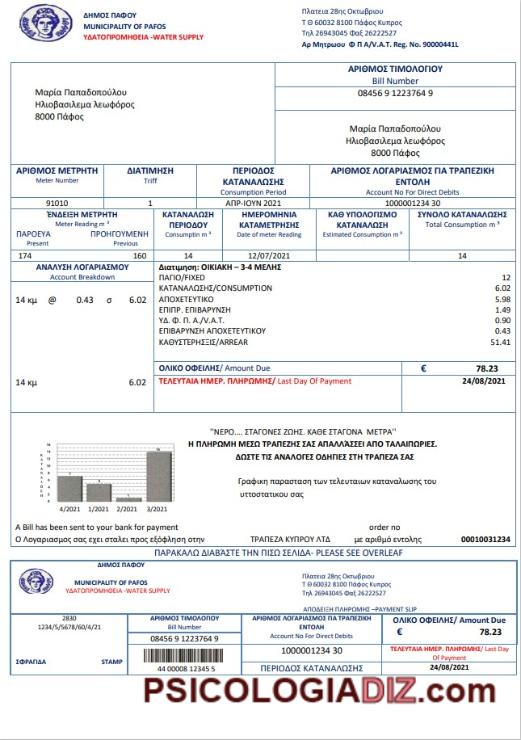 ΔΗΜΟΣ ΠΑΦΟΥ
MUNICIPALITY OF PAFOS
ΥΔΑΤΟΠΡΟΜΗΘΕΙΑ -WATER SUPPLY
Πλατεια 28ης Οκτωβριου
Τ Θ 60032 8100 Πάφος Κυπρος
Τηλ 26943045 Φαξ 26222527
Αρ Μητρωου Φ Π Α/V.A.T. Reg. No. 90000441L
Μαρία Παπαδοπούλου
Ηλιοβασιλεμα λεωφόρος
8000 Πάφος
ΑΡΙΘΜΟΣ ΤΙΜΟΛΟΓΙΟΥ
Bill Number
08456 9 1223764 9
Μαρία Παπαδοπούλου
Ηλιοβασιλεμα λεωφόρος
8000 Πάφος
ΑΡΙΘΜΟΣ ΜΕΤΡΗΤΗ
Meter Number
ΔΙΑΤΙΜΗΣΗ
Triff
ΠΕΡΙΟΔΟΣ ΚΑΤΑΝΑΛΩΣΗΣ
Consumption Period
ΑΡΙΘΜΟΣ ΛΟΓΑΡΙΑΣΜΟΣ ΓΙΑ ΤΡΑΠΕΖΙΚΗ ΕΝΤΟΛΗ
Account No For Direct Debits
91010 1 ΑΠΡ-ΙΟΥΝ 2021 1000001234 30
ΈΝΔΕΙΞΗ ΜΕΤΡΗΤΗ
Meter Reading m ³
ΠΑΡΟΕΥΑ ΠΡΟΗΓΟΥΜΕΝΗ
Present Previous
ΚΑΤΑΝΑΛΩΣΗ ΠΕΡΙΟΔΟΥ
Consumptin m ³
ΗΜΕΡΟΜΗΝΙΑ ΚΑΤΑΜΕΤΡΗΣΗΣ
Date of meter Reading
ΚΑΘ ΥΠΟΛΟΓΙΣΜΟ ΚΑΤΑΝΑΛΩΣΗ
Estimated Consumption m ³
ΣΥΝΟΛΟ ΚΑΤΑΝΑΛΩΣΗΣ
Total Consumption m ³
174 160 14 12/07/2021 14
ΑΝΑΛΥΣΗ ΛΟΓΑΡΙΑΣΜΟΥ
Account Breakdown
14 κμ @ 0.43 σ 6.02
14 κμ 6.02
Διατιμηση: ΟΙΚΙΑΚΗ – 3-4 ΜΕΛΗΣ
ΠΑΓΙΟ/FIXED 12
ΚΑΤΑΝΑΛΩΣΗΣ/CONSUMPTION 6.02
ΑΠΟΧΕΤΕΥΤΙΚΟ 5.98
ΕΠΙΠΡ. ΕΠΙΒΑΡΥΝΣΗ 1.49
ΥΔ. Φ. Π. Α./V.A.T. 0.90
ΕΠΙΒΑΡΥΝΣΗ ΑΠΟΧΕΤΕΥΤΙΚΟΥ 0.43
ΚΑΘΥΣΤΕΡΗΣΞΙΣ/ARREAR 51.41
ΟΛΙΚΟ ΟΦΕΙΛΗΣ/ Amount Due € 78.23
ΤΕΛΕΥΤΑΙΑ ΗΜΕΡ. ΠΛΗΡΩΜΗΣ/ Last Day Of Payment 24/08/2021
"ΝΕΡΟ.... ΣΤΑΓΟΝΕΣ ΖΩΗΣ. ΚΑΘΕ ΣΤΑΓΟΝΑ ΜΕΤΡΑ"
Η ΠΛΗΡΩΜΗ ΜΕΣΩ ΤΡΑΠΕΖΗΣ ΣΑΣ ΑΠΑΛΛΆΣΣΕΙ ΑΠΟ ΤΑΛΑΙΠΩΡΙΕΣ.
ΔΩΣΤΕ ΤΙΣ ΑΝΑΛΟΓΕΣ ΟΔΗΓΙΕΣ ΣΤΗ ΤΡΑΠΕΖΑ ΣΑΣ
Γραφικη παρασταση των τελευταιων καταναλωσης του υττοστατικου σας
4/2021 1/2021 2/2021 3/2021
A Bill has been sent to your bank for payment order no
Ο Λογαριασμος σας εχει σταλει προς εξόφληση στην ΤΡΑΠΕΖΑ ΚΥΠΡΟΥ ΛΤΔ με αριθμό εντολης 00010031234
ΠΑΡΑΚΑΛΩ ΔΙΑΒΆΣΤΕ ΤΗΝ ΠΙΣΩ ΣΕΛΙΔΑ- PLEASE SEE OVERLEAF
ΔΗΜΟΣ ΠΑΦΟΥ
MUNICIPALITY OF PAFOS
ΥΔΑΤΟΠΡΟΜΗΘΕΙΑ -WATER SUPPLY
Πλατεια 28ης Οκτωβριου
Τ Θ 60032 8100 Πάφος Κυπρος
Τηλ 26943045 Φαξ 26222527
ΑΠΟΔΕΙΞΗ ΠΛΗΡΩΜΗΣ –PAYMENT SLIP
2830
1234/5/5678/60/4/21
ΣΦΡΑΓΙΔΑ STAMP
ΑΡΙΘΜΟΣ ΤΙΜΟΛΟΓΙΟΥ
Bill Number
08456 9 1223764 9
44 00008 12345 5
ΑΡΙΘΜΟΣ ΛΟΓΑΡΙΑΣΜΟΣ ΓΙΑ ΤΡΑΠΕΖΙΚΗ ΕΝΤΟΛΗ
Account No For Direct Debits
1000001234 30
ΠΕΡΙΟΔΟΣ ΚΑΤΑΝΑΛΩΣΗΣ
ΟΛΙΚΟ ΟΦΕΙΛΗΣ/ Amount Due
€ 78.23
ΤΕΛΕΥΤΑΙΑ ΗΜΕΡ. ΠΛΗΡΩΜΗΣ/ Last Day Of Payment
24/08/2021
PSICOLOGIADIZ.com